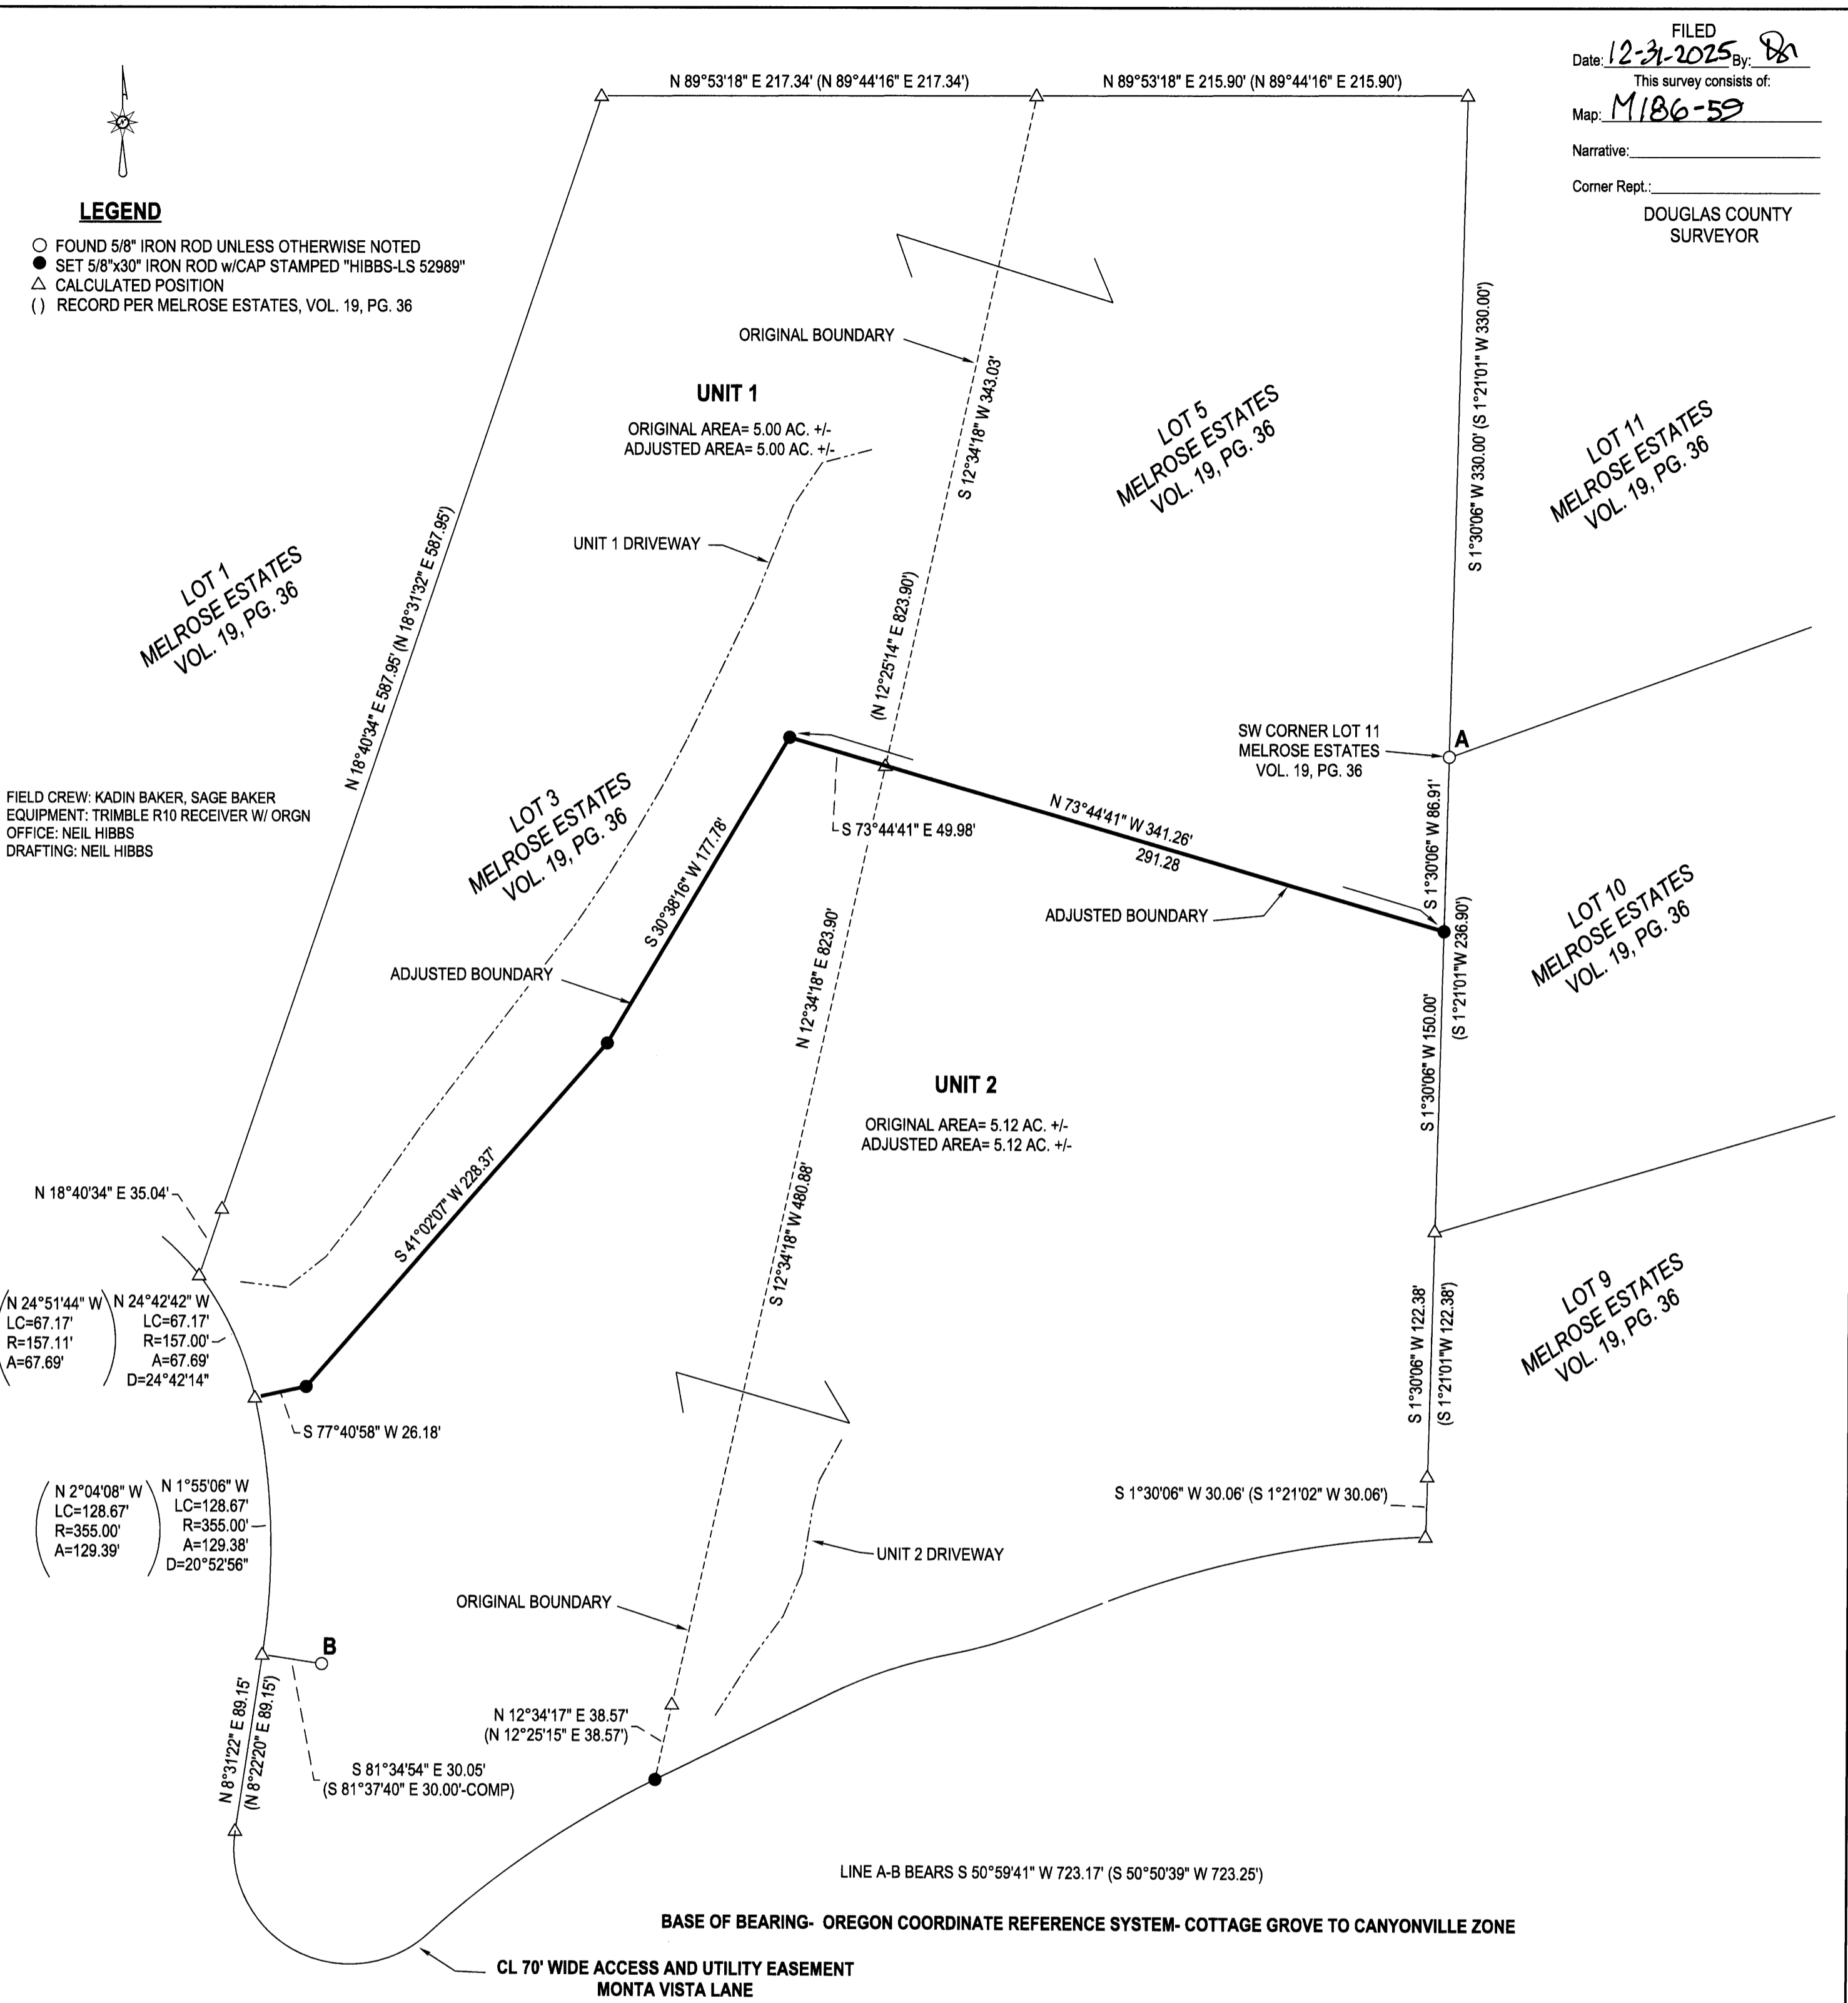 FILED
Date: 12-31-2025 By:
This survey consists of:
Map: M186-59
Narrative:
Corner Rept.:
DOUGLAS COUNTY
SURVEYOR
N 89°53'18" E 217.34' (N 89°44'16" E 217.34')
N 89°53'18" E 215.90' (N 89°44'16" E 215.90')
LEGEND
FOUND 5/8" IRON ROD UNLESS OTHERWISE NOTED
SET 5/8"x30" IRON ROD w/CAP STAMPED "HIBBS-LS 52989"
CALCULATED POSITION
( ) RECORD PER MELROSE ESTATES, VOL. 19, PG. 36
ORIGINAL BOUNDARY
S 12°34'18" W 343.03'
S 1°30'06" W 330.00' (S 1°21'01" W 330.00')
UNIT 1
ORIGINAL AREA= 5.00 AC. +/-
ADJUSTED AREA= 5.00 AC. +/-
LOT 5
MELROSE ESTATES
VOL. 19, PG. 36
LOT 11
MELROSE ESTATES
VOL. 19, PG. 36
UNIT 1 DRIVEWAY
LOT 1
MELROSE ESTATES
VOL. 19, PG. 36
N 18°40'34" E 587.95' (N 18°31'32" E 587.95')
(N 12°25'14" E 823.90')
SW CORNER LOT 11
MELROSE ESTATES
VOL. 19, PG. 36
A
FIELD CREW: KADIN BAKER, SAGE BAKER
EQUIPMENT: TRIMBLE R10 RECEIVER W/ ORGN
OFFICE: NEIL HIBBS
DRAFTING: NEIL HIBBS
LOT 3
MELROSE ESTATES
VOL. 19, PG. 36
S 73°44'41" E 49.98'
N 73°44'41" W 341.26'
291.28
S 1°30'06" W 86.91'
S 30°38'16" W 177.78'
ADJUSTED BOUNDARY
(S 1°21'01"W 236.90')
LOT 10
MELROSE ESTATES
VOL. 19, PG. 36
ADJUSTED BOUNDARY
N 12°34'18" E 823.90'
S 1°30'06" W 150.00'
UNIT 2
ORIGINAL AREA= 5.12 AC. +/-
ADJUSTED AREA= 5.12 AC. +/-
N 18°40'34" E 35.04'
S 41°02'07" W 228.37'
S 12°34'18" W 480.88'
(N 24°51'44" W
LC=67.17'
R=157.11'
A=67.69')
N 24°42'42" W
LC=67.17'
R=157.00'
A=67.69'
D=24°42'14"
S 1°30'06" W 122.38'
(S 1°21'01"W 122.38')
LOT 9
MELROSE ESTATES
VOL. 19, PG. 36
S 77°40'58" W 26.18'
(N 2°04'08" W
LC=128.67'
R=355.00'
A=129.39')
N 1°55'06" W
LC=128.67'
R=355.00'
A=129.38'
D=20°52'56"
S 1°30'06" W 30.06' (S 1°21'02" W 30.06')
UNIT 2 DRIVEWAY
ORIGINAL BOUNDARY
B
N 8°31'22" E 89.15'
(N 8°22'20" E 89.15')
N 12°34'17" E 38.57'
(N 12°25'15" E 38.57')
S 81°34'54" E 30.05'
(S 81°37'40" E 30.00'-COMP)
LINE A-B BEARS S 50°59'41" W 723.17' (S 50°50'39" W 723.25')
BASE OF BEARING- OREGON COORDINATE REFERENCE SYSTEM- COTTAGE GROVE TO CANYONVILLE ZONE
CL 70' WIDE ACCESS AND UTILITY EASEMENT
MONTA VISTA LANE